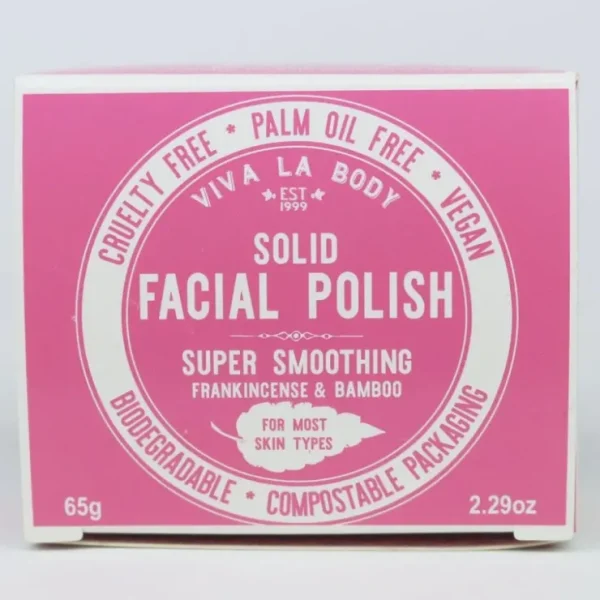 CRUELTY FREE * PALM OIL FREE * VEGAN
VIVA LA BODY
EST
1999
SOLID
FACIAL POLISH
SUPER SMOOTHING
FRANKINCENSE & BAMBOO
FOR MOST
SKIN TYPES
BIODEGRADABLE * COMPOSTABLE PACKAGING
65g
2.29oz